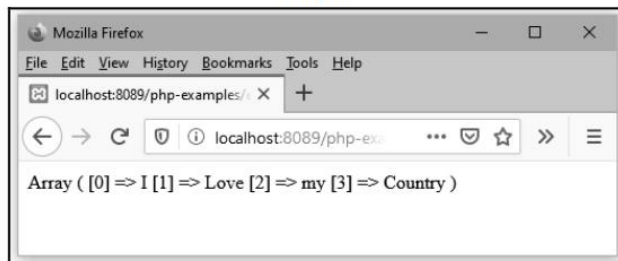 Mozilla Firefox
File Edit View History Bookmarks Tools Help
localhost:8089/php-examples/
localhost:8089/php-exa
Array ( [0] => I [1] => Love [2] => my [3] => Country )